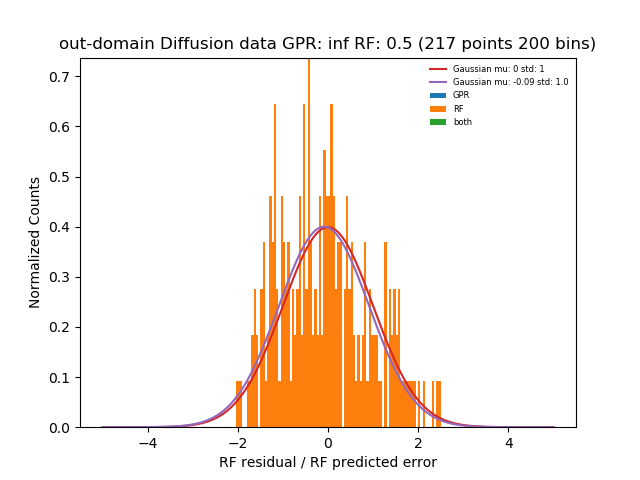 out-domain Diffusion data GPR: inf RF: 0.5 (217 points 200 bins)
Gaussian mu: 0 std: 1
Gaussian mu: -0.09 std: 1.0
GPR
RF
both
Normalized Counts
0.7
0.6
0.5
0.4
0.3
0.2
0.1
0.0
−4 −2 0 2 4
RF residual / RF predicted error